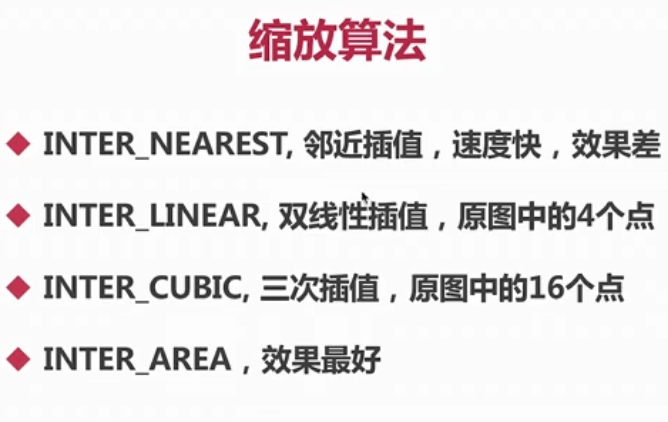 缩放算法
INTER_NEAREST, 邻近插值，速度快，效果差
INTER_LINEAR, 双线性插值，原图中的4个点
INTER_CUBIC, 三次插值，原图中的16个点
INTER_AREA，效果最好